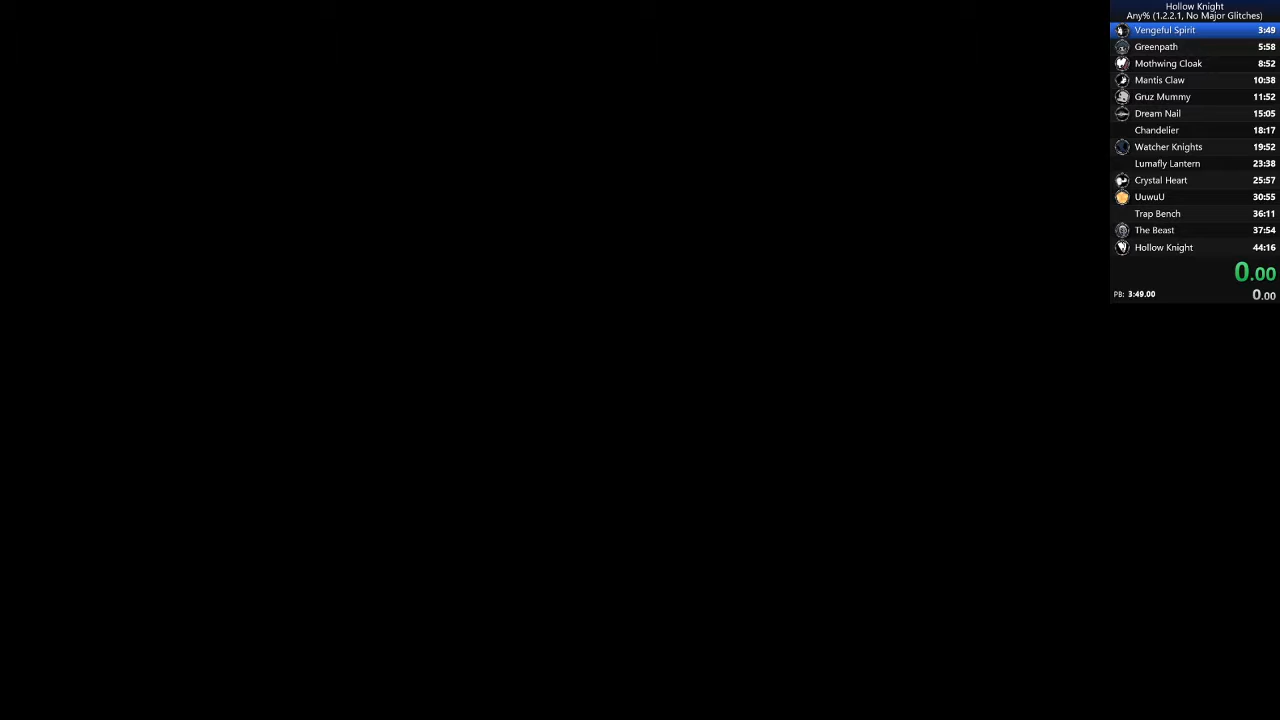 Hollow Knight
Any% (1.2.2.1, No Major Glitches)
Vengeful Spirit 3:49
Greenpath 5:58
Mothwing Cloak 8:52
Mantis Claw 10:38
Gruz Mummy 11:52
Dream Nail 15:05
Chandelier 18:17
Watcher Knights 19:52
Lumafly Lantern 23:38
Crystal Heart 25:57
UuwuU 30:55
Trap Bench 36:11
The Beast 37:54
Hollow Knight 44:16
0.00
PB: 3:49.00 0.00